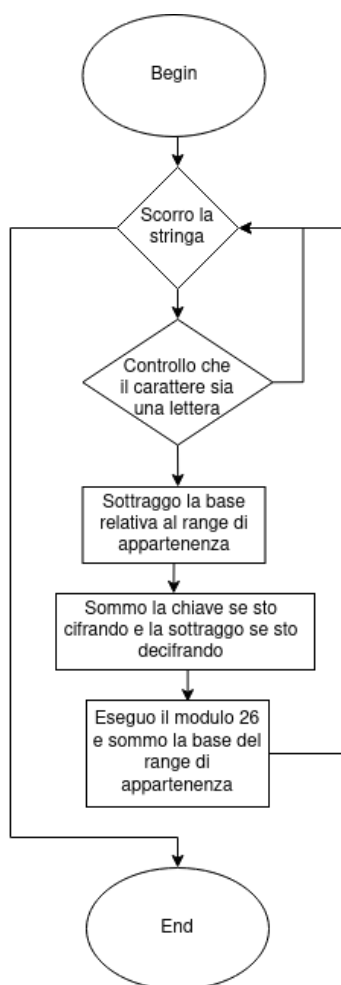 Begin
Scorro la
stringa
Controllo che
il carattere sia
una lettera
Sottraggo la base
relativa al range di
appartenenza
Sommo la chiave se sto
cifrando e la sottraggo se sto
decifrando
Eseguo il modulo 26
e sommo la base del
range di
appartenenza
End